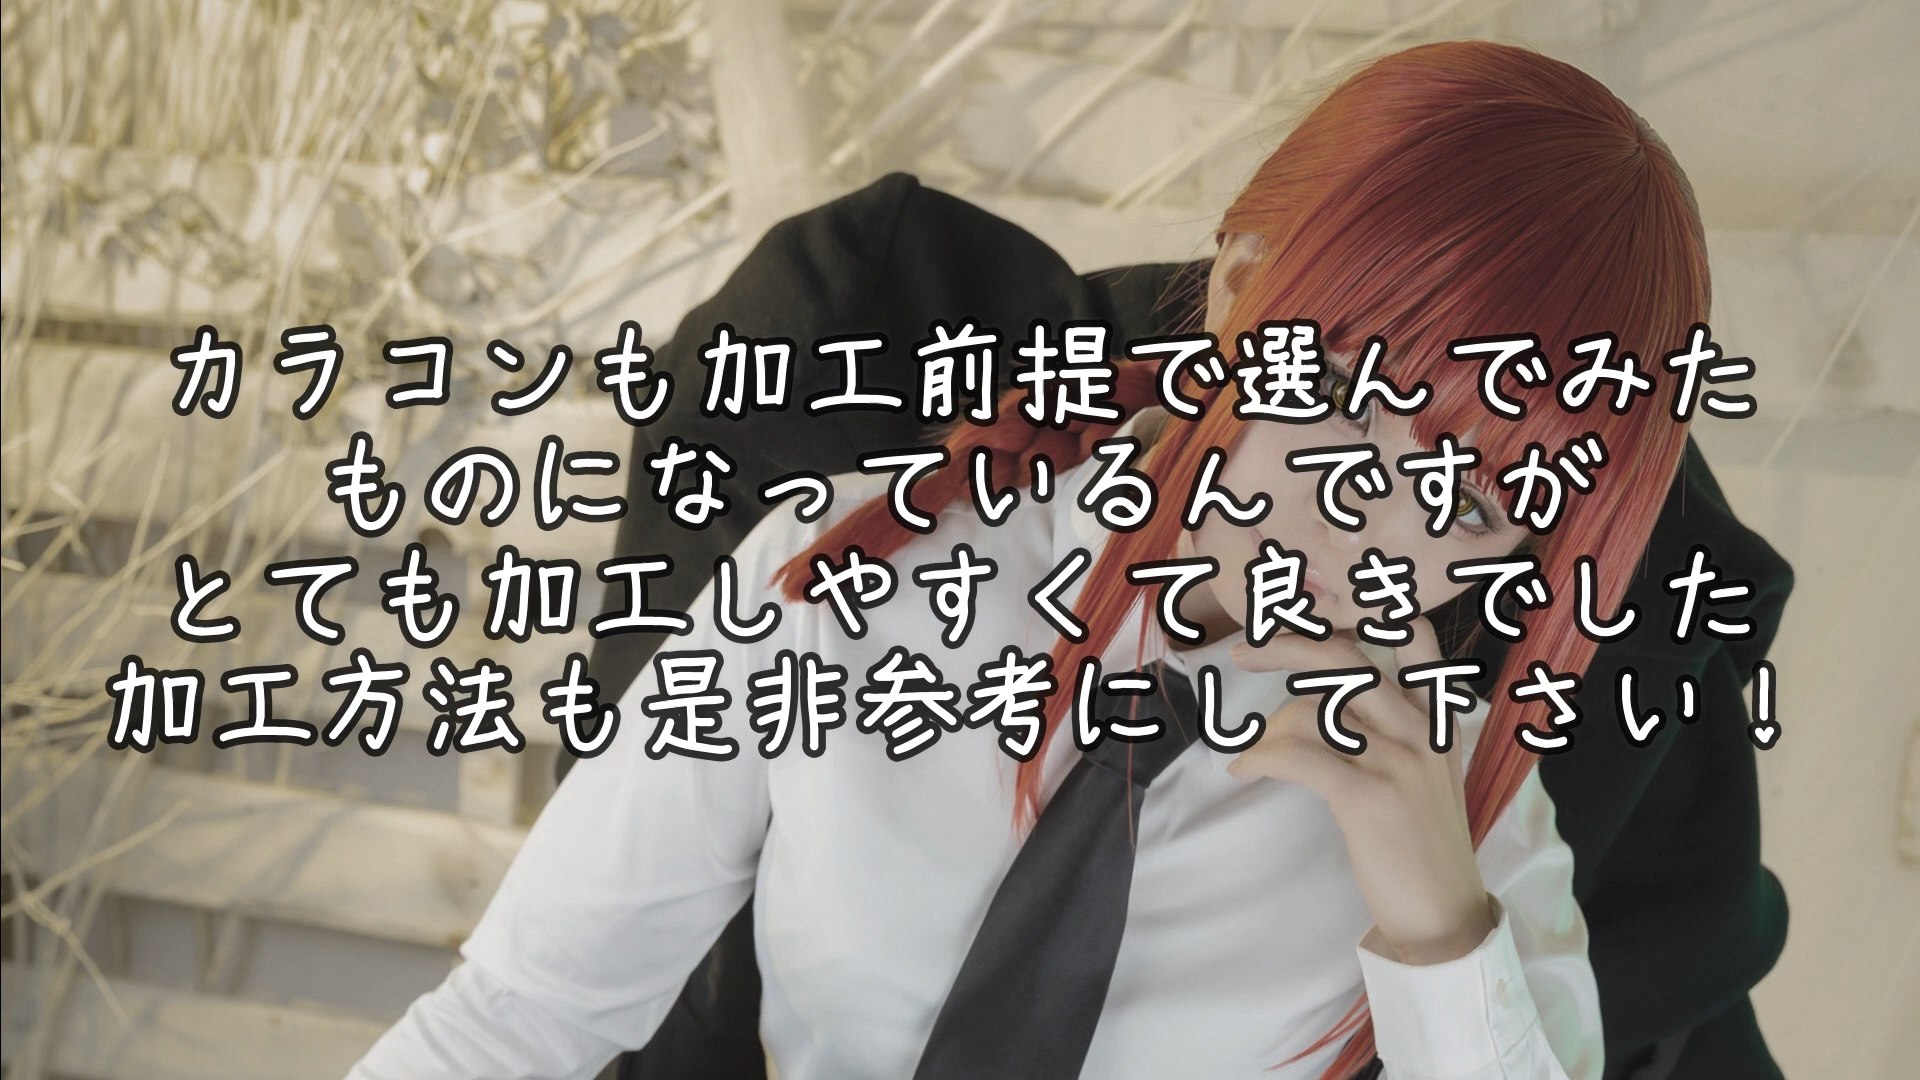 カラコンも加工前提で選んでみた
ものになっているんですが
とても加工しやすくて良きでした
加工方法も是非参考にして下さい！